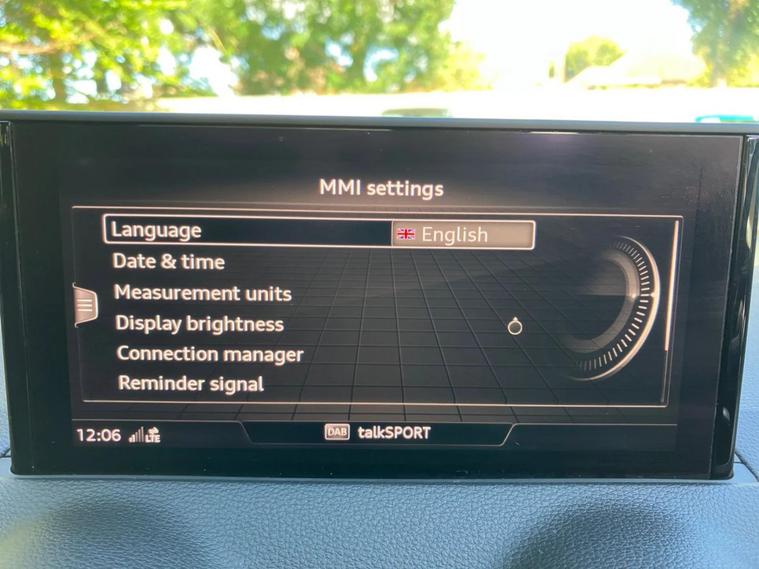 MMI settings
Language English
Date & time
Measurement units
Display brightness
Connection manager
Reminder signal
12:06 LTE DAB talkSPORT